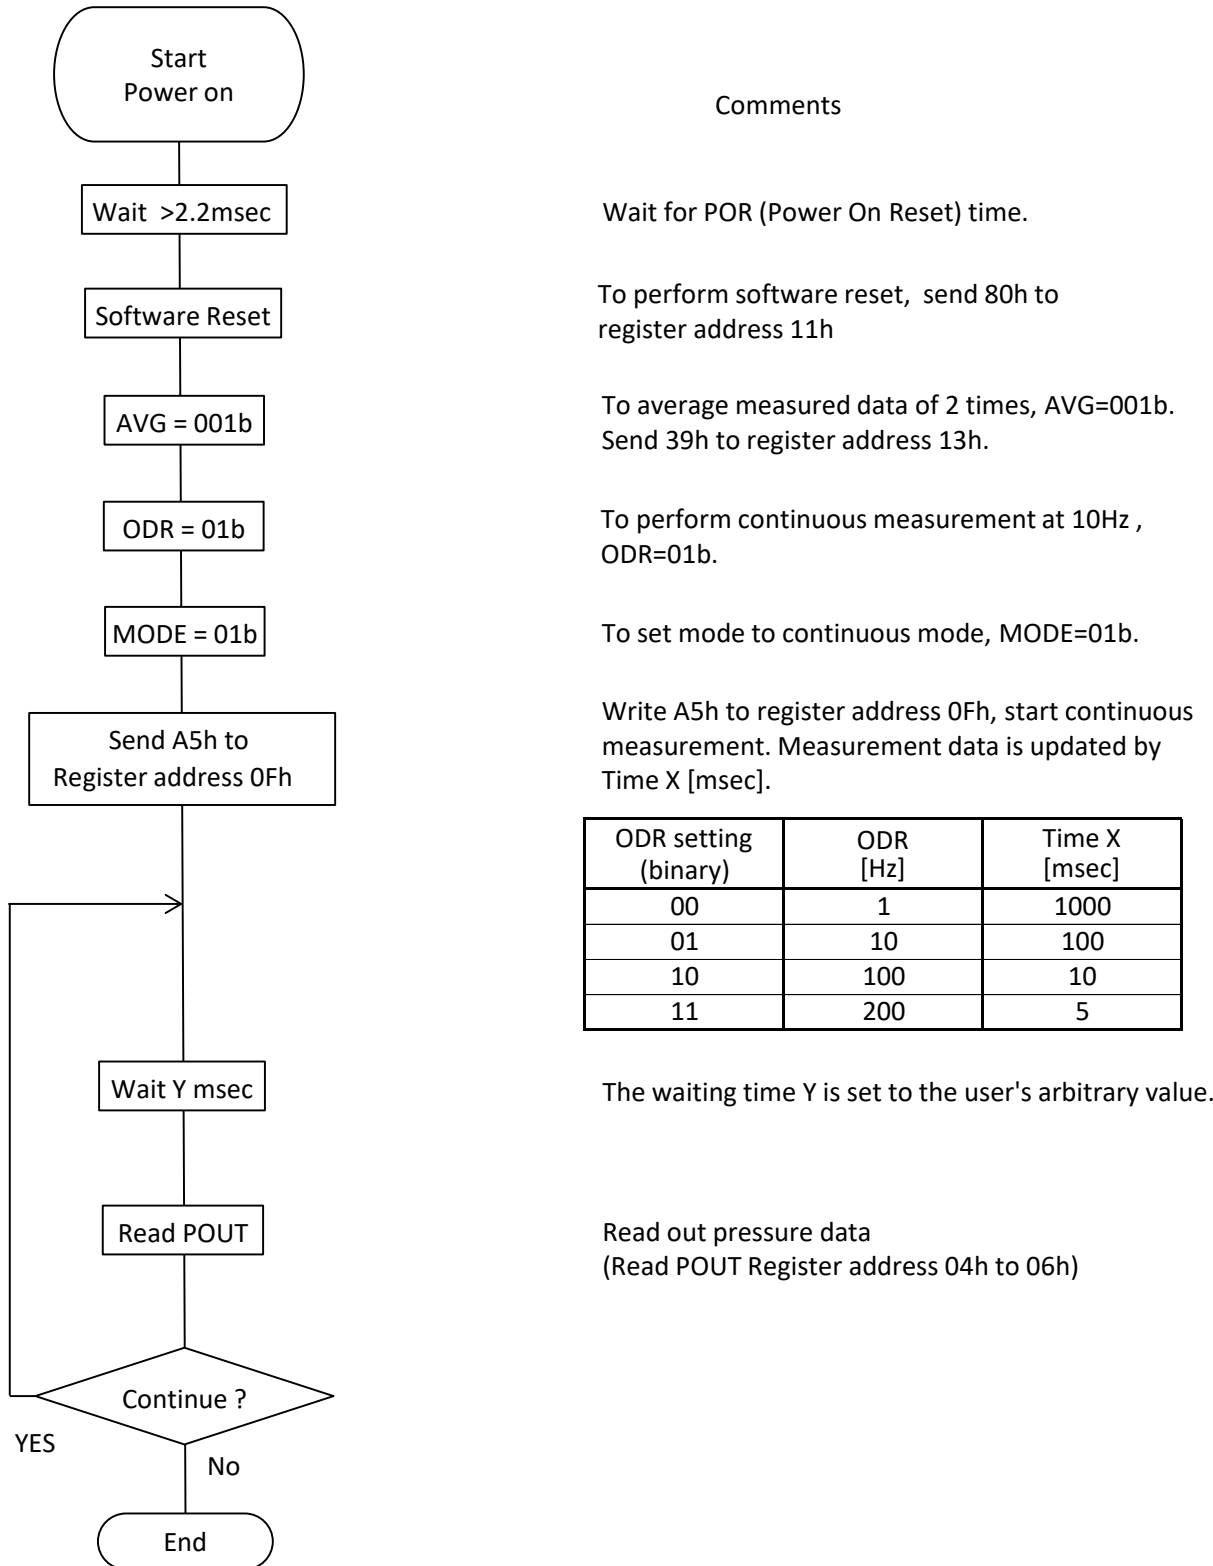 Start
Power on
Comments
Wait >2.2msec
Wait for POR (Power On Reset) time.
Software Reset
To perform software reset, send 80h to
register address 11h
AVG = 001b
To average measured data of 2 times, AVG=001b.
Send 39h to register address 13h.
ODR = 01b
To perform continuous measurement at 10Hz ,
ODR=01b.
MODE = 01b
To set mode to continuous mode, MODE=01b.
Send A5h to
Register address 0Fh
Write A5h to register address 0Fh, start continuous
measurement. Measurement data is updated by
Time X [msec].
ODR setting (binary) ODR [Hz] Time X [msec]
00 1 1000
01 10 100
10 100 10
11 200 5
Wait Y msec
The waiting time Y is set to the user's arbitrary value.
Read POUT
Read out pressure data
(Read POUT Register address 04h to 06h)
Continue ?
YES
No
End